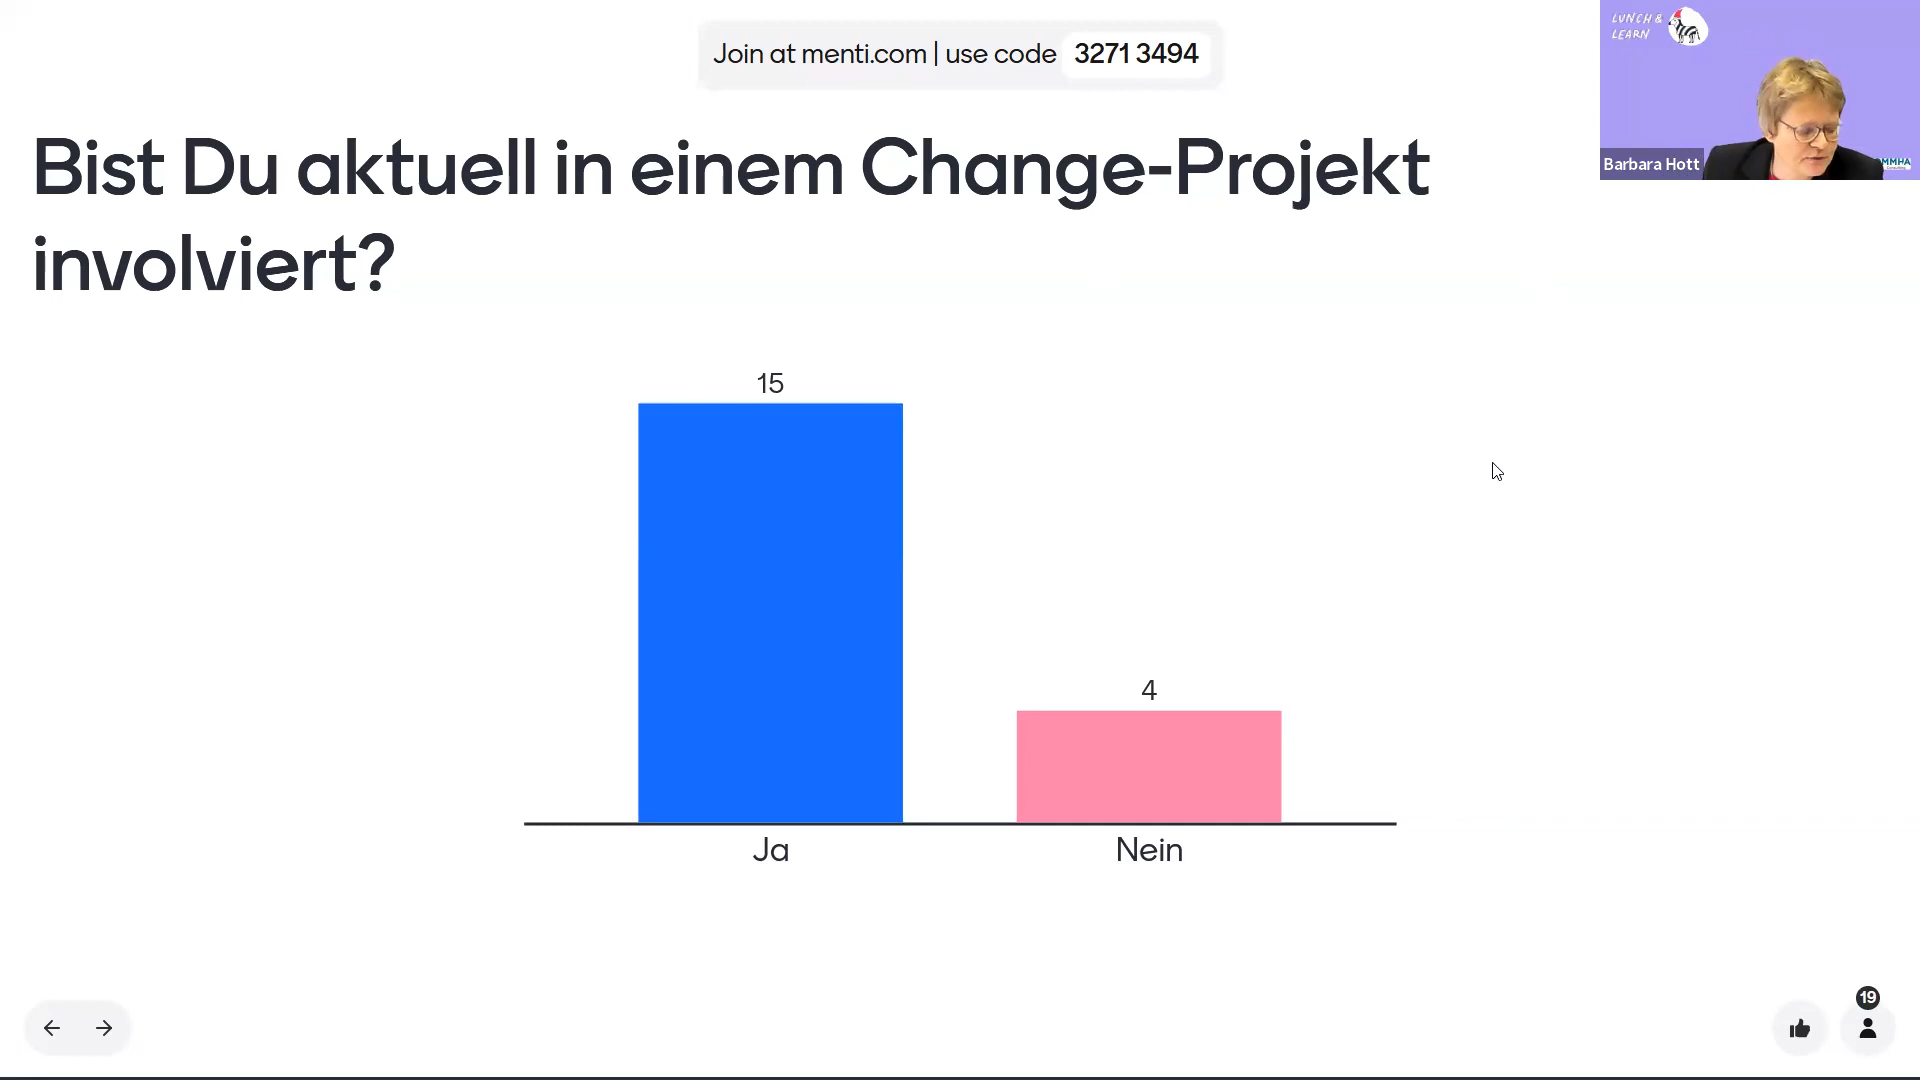 Join at menti.com | use code 3271 3494
LUNCH &
LEARN
Bist Du aktuell in einem Change-Projekt
involviert?
Barbara Hott
MMHA
15
4
Ja
Nein
19